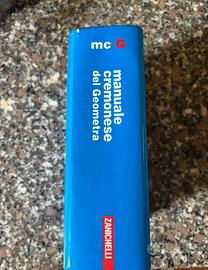 mc G
manuale
cremonese
del Geometra
ZANICHELLI